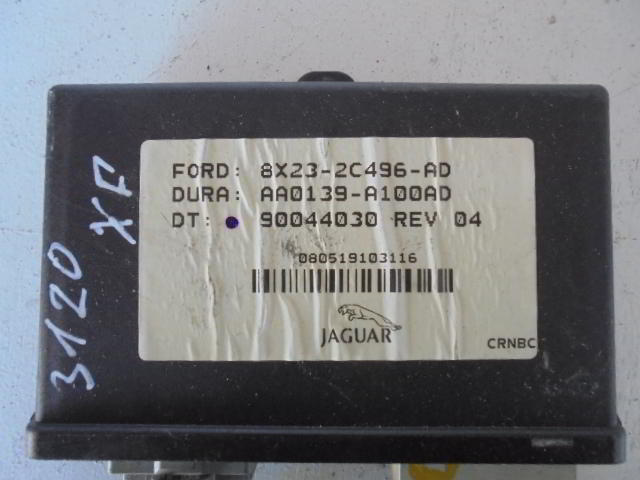 FORD: 8X23-2C496-AD
DURA: AA0139-A100AD
DT: 90044030 REV 04
080519103116
JAGUAR
CRNBC
3120
XF